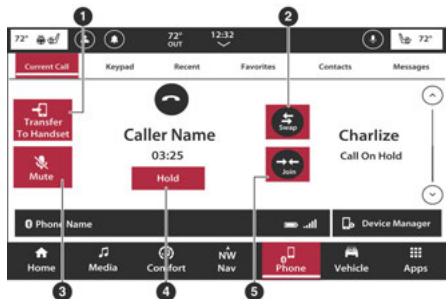 1
2
72°
72°
OUT
12:32
72°
Current Call
Keypad
Recent
Favorites
Contacts
Messages
Transfer
To Handset
Caller Name
03:25
Swap
Charlize
Call On Hold
Mute
Hold
Join
Phone Name
Device Manager
Home
Media
Comfort
NW
Nav
Phone
Vehicle
Apps
3
4
5